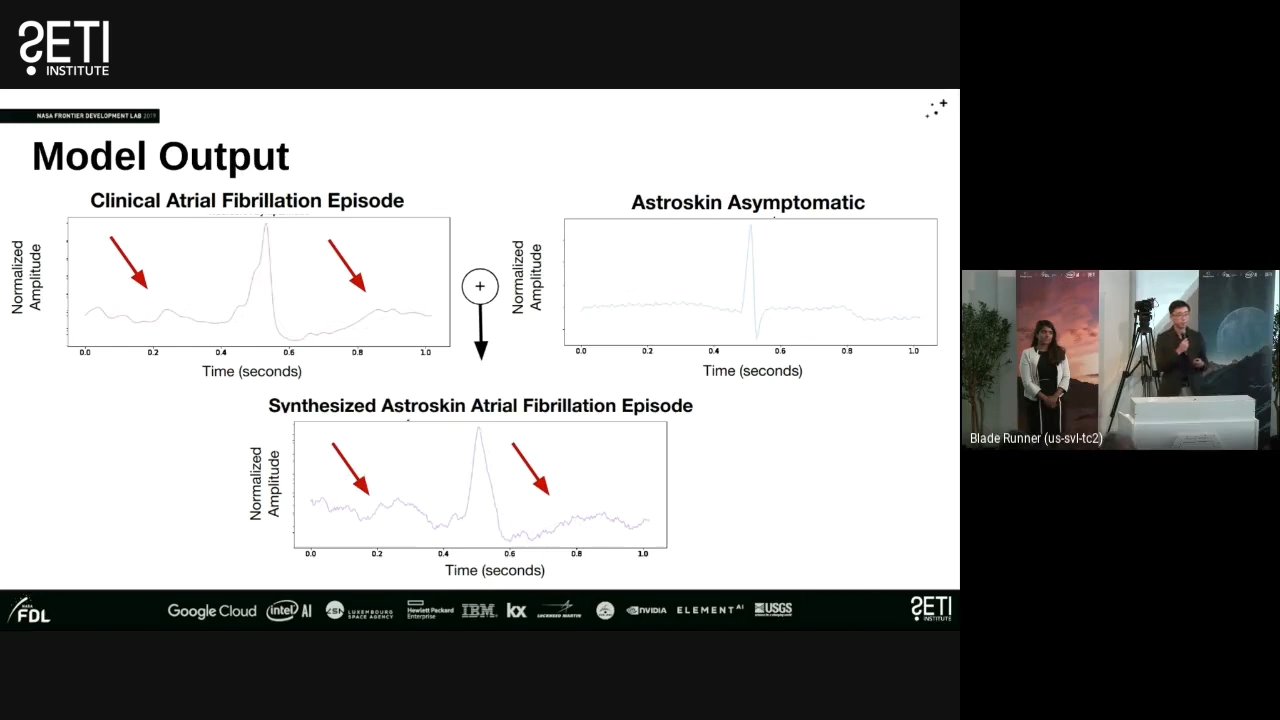 SETI
INSTITUTE
NASA FRONTIER DEVELOPMENT LAB 2019
Model Output
Clinical Atrial Fibrillation Episode
Normalized
Amplitude
0.0 0.2 0.4 0.6 0.8 1.0
Time (seconds)
+
Astroskin Asymptomatic
Normalized
Amplitude
0.0 0.2 0.4 0.6 0.8 1.0
Time (seconds)
Synthesized Astroskin Atrial Fibrillation Episode
Normalized
Amplitude
0.0 0.2 0.4 0.6 0.8 1.0
Time (seconds)
Blade Runner (us-svl-tc2)
FDL
Google Cloud
intel AI
LUXEMBOURG
SPACE AGENCY
Hewlett Packard
Enterprise
IBM
kx
LOCKHEED MARTIN
NVIDIA
ELEMENT AI
USGS
SETI
INSTITUTE